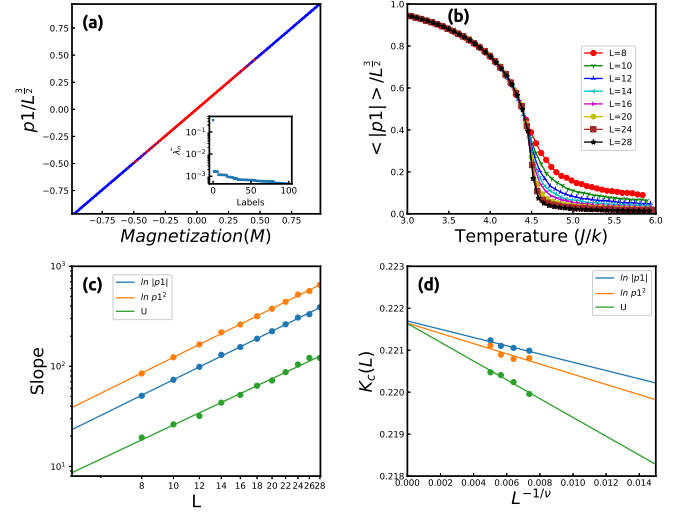 (a)
p1/L^{3/2}
0.75
0.50
0.25
0.00
−0.25
−0.50
−0.75
−0.75 −0.50 −0.25 0.00 0.25 0.50 0.75
Magnetization(M)
λ̃_n
10^{-1}
10^{-3}
0 50 100
Labels
(b)
< |p1| > /L^{3/2}
1.0
0.8
0.6
0.4
0.2
0.0
3.0 3.5 4.0 4.5 5.0 5.5 6.0
Temperature (J/k)
L=8
L=10
L=12
L=14
L=16
L=20
L=24
L=28
(c)
Slope
10^3
10^2
10^1
8 10 12 14 16 18 20 22 24 26 28
L
ln |p1|
ln p1^2
U
(d)
K_c(L)
0.223
0.222
0.221
0.220
0.219
0.218
0.000 0.002 0.004 0.006 0.008 0.010 0.012 0.014
L^{−1/ν}
ln |p1|
ln p1^2
U